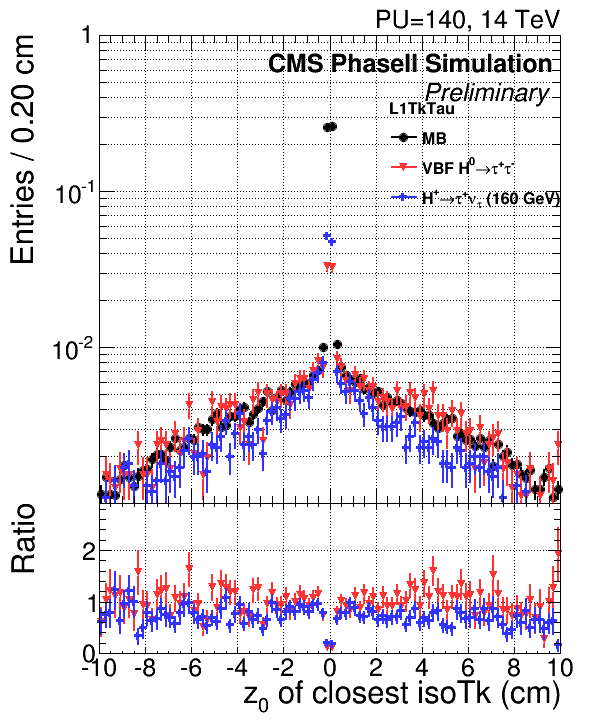 PU=140, 14 TeV
Entries / 0.20 cm
1
10⁻¹
10⁻²
CMS PhaseII Simulation
Preliminary
L1TkTau
MB
VBF H⁰→τ⁺τ⁻
H⁺→τ⁺ντ (160 GeV)
Ratio
2
1
0
-10 -8 -6 -4 -2 0 2 4 6 8 10
z₀ of closest isoTk (cm)